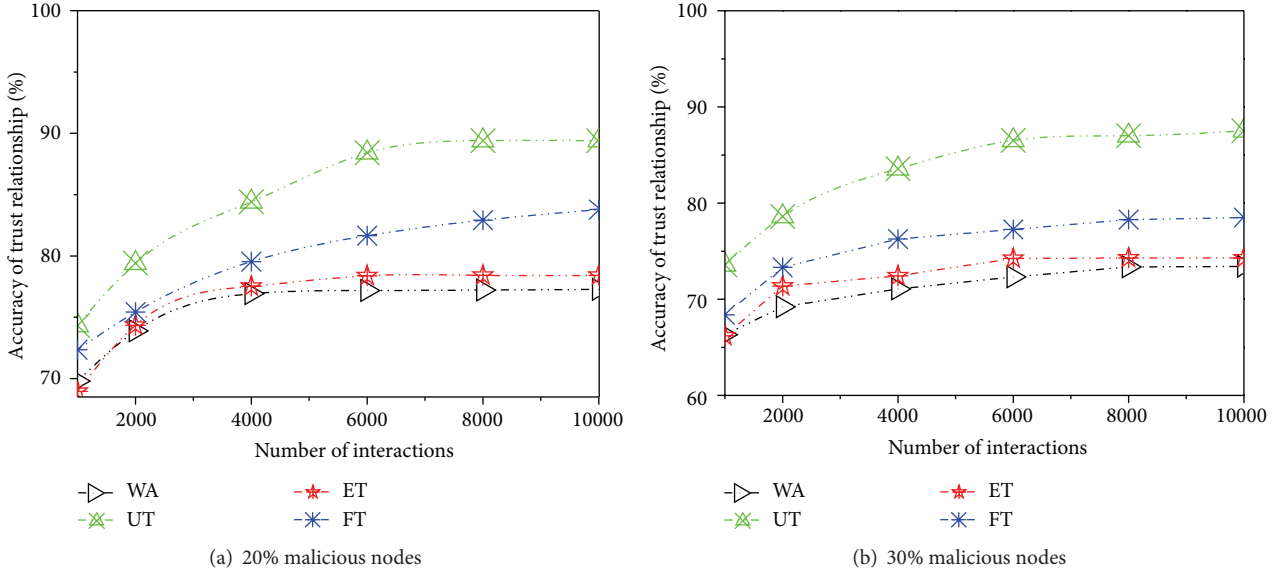 100
90
80
70
Accuracy of trust relationship (%)
2000 4000 6000 8000 10000
Number of interactions
WA ET
UT FT
(a) 20% malicious nodes
100
90
80
70
60
Accuracy of trust relationship (%)
2000 4000 6000 8000 10000
Number of interactions
WA ET
UT FT
(b) 30% malicious nodes